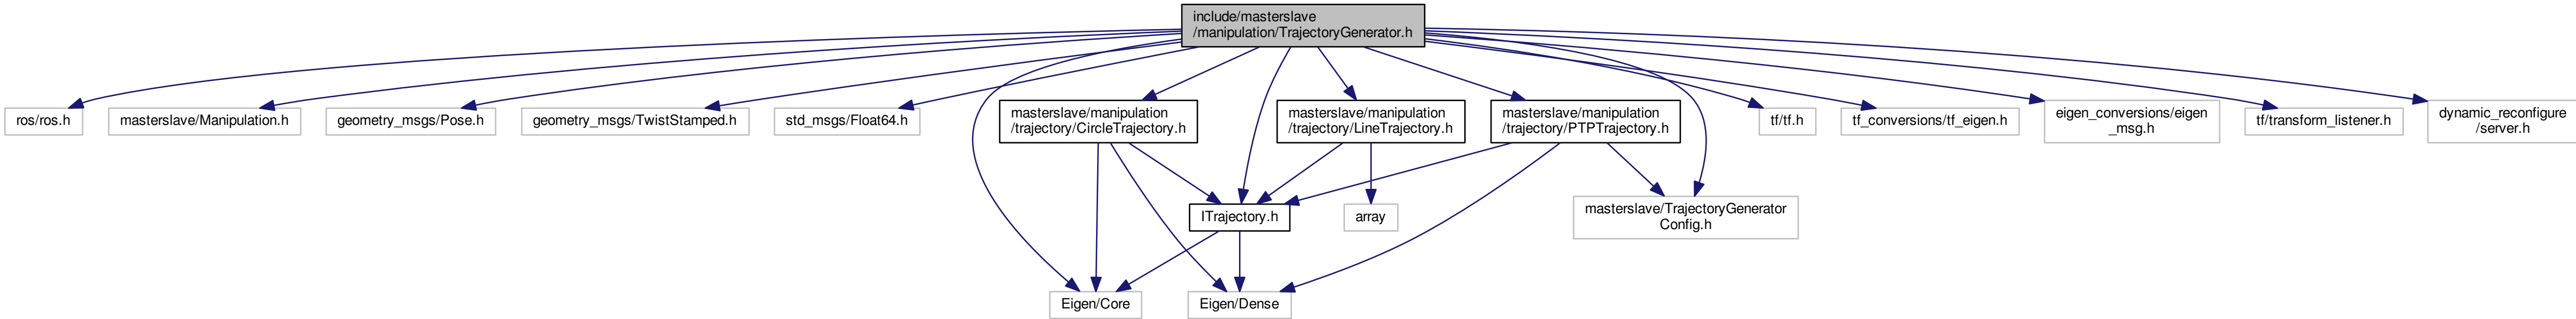 include/masterslave
/manipulation/TrajectoryGenerator.h
ros/ros.h
masterslave/Manipulation.h
geometry_msgs/Pose.h
geometry_msgs/TwistStamped.h
std_msgs/Float64.h
masterslave/manipulation
/trajectory/CircleTrajectory.h
masterslave/manipulation
/trajectory/LineTrajectory.h
masterslave/manipulation
/trajectory/PTPTrajectory.h
tf/tf.h
tf_conversions/tf_eigen.h
eigen_conversions/eigen
_msg.h
tf/transform_listener.h
dynamic_reconfigure
/server.h
ITrajectory.h
array
masterslave/TrajectoryGenerator
Config.h
Eigen/Core
Eigen/Dense